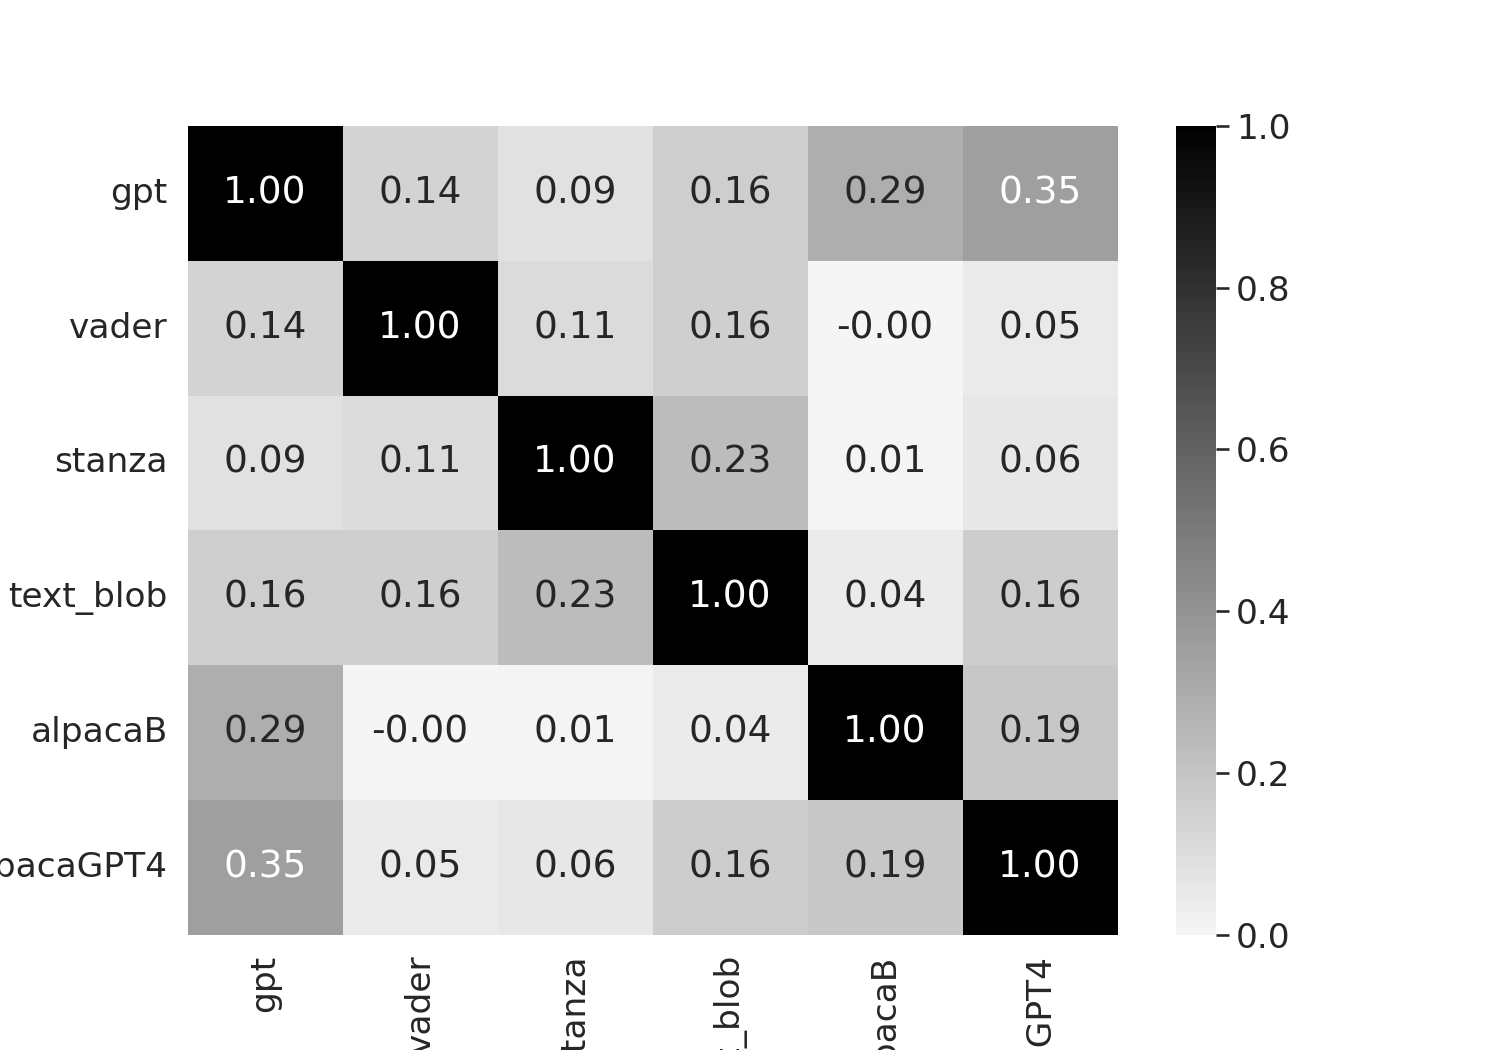 1.0
gpt 1.00 0.14 0.09 0.16 0.29 0.35
0.8
vader 0.14 1.00 0.11 0.16 -0.00 0.05
stanza 0.09 0.11 1.00 0.23 0.01 0.06
0.6
text_blob 0.16 0.16 0.23 1.00 0.04 0.16
0.4
alpacaB 0.29 -0.00 0.01 0.04 1.00 0.19
0.2
pacaGPT4 0.35 0.05 0.06 0.16 0.19 1.00
0.0
gpt vader tanza _blob pacaB GPT4